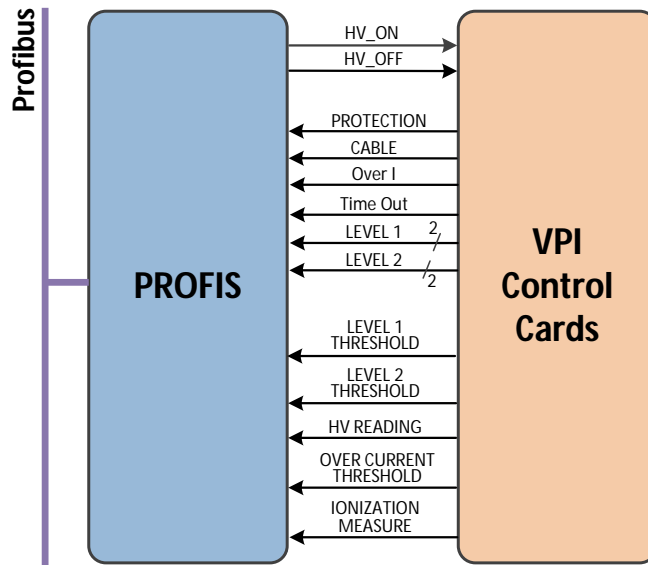 Profibus
HV_ON
HV_OFF
PROTECTION
CABLE
Over I
Time Out
LEVEL 1
2
LEVEL 2
2
PROFIS
VPI
Control
Cards
LEVEL 1
THRESHOLD
LEVEL 2
THRESHOLD
HV READING
OVER CURRENT
THRESHOLD
IONIZATION
MEASURE